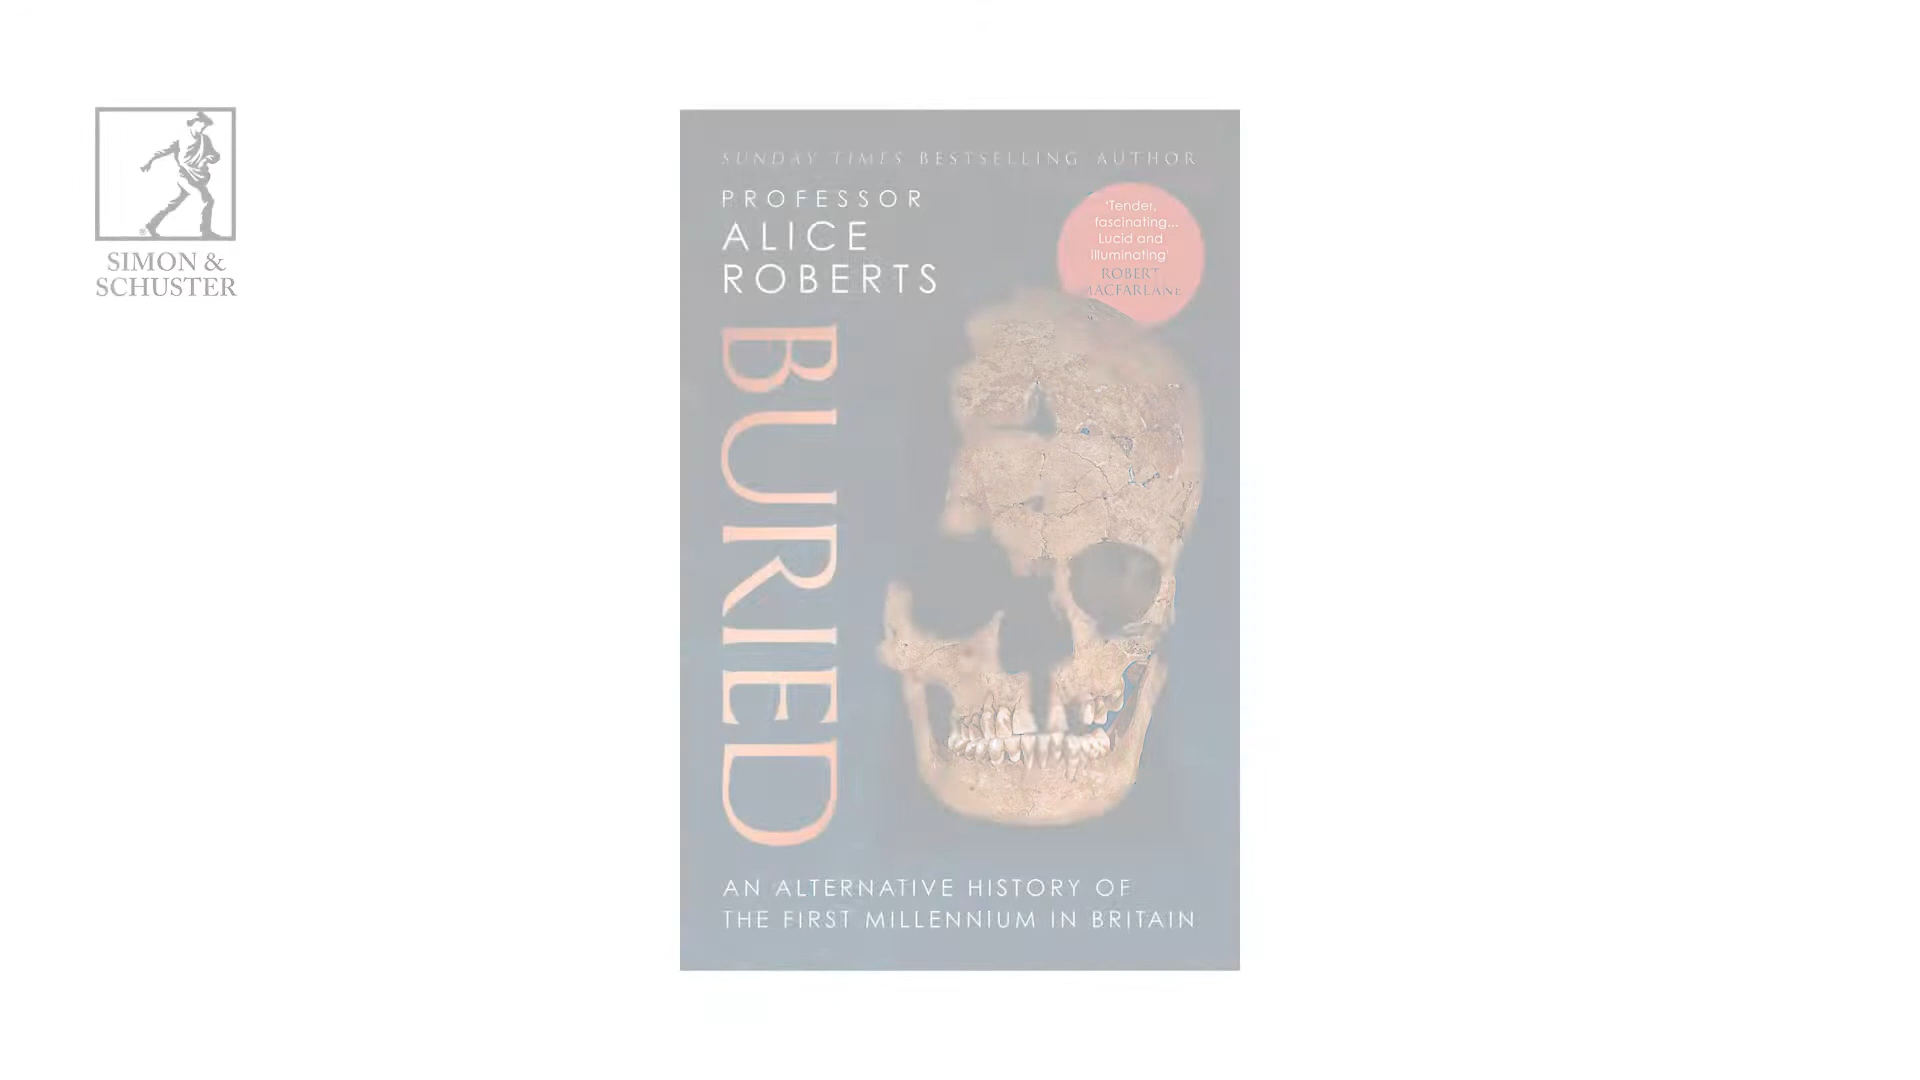 SIMON &
SCHUSTER
SUNDAY TIMES BESTSELLING AUTHOR
PROFESSOR
ALICE
ROBERTS
'Tender,
fascinating...
Lucid and
illuminating'
ROBERT
MACFARLANE
BURIED
AN ALTERNATIVE HISTORY OF
THE FIRST MILLENNIUM IN BRITAIN